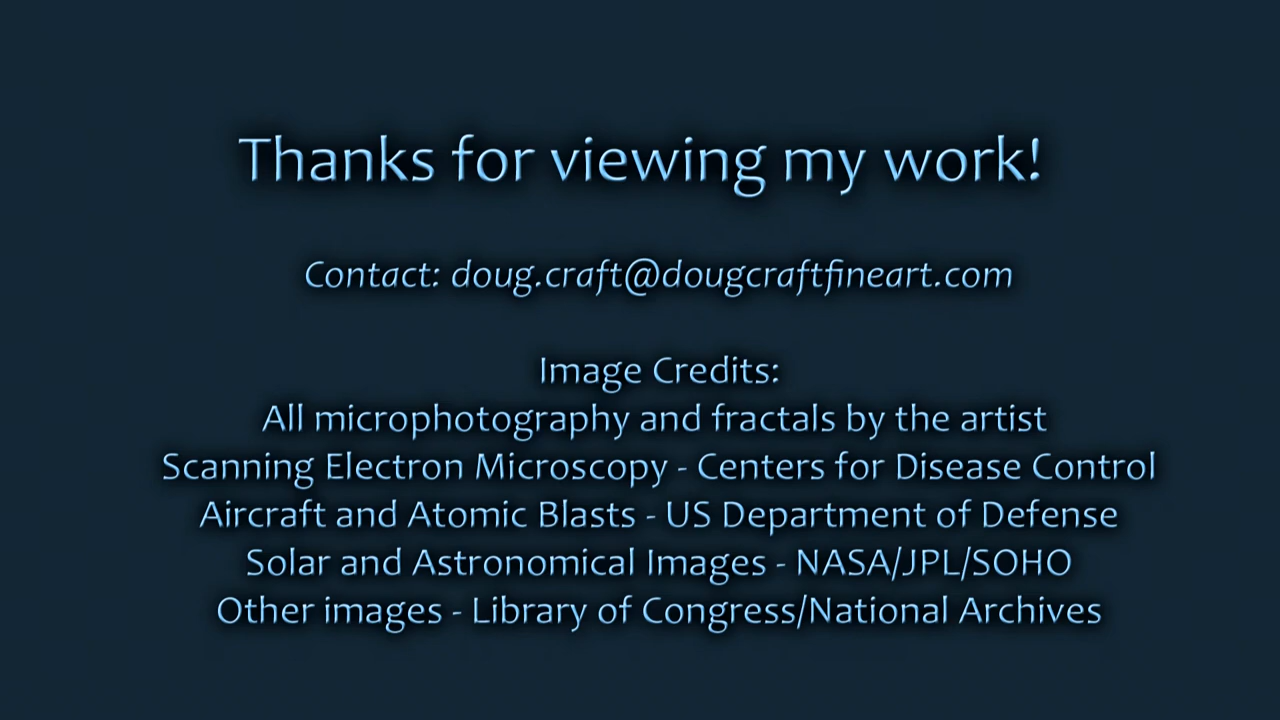 Thanks for viewing my work!
Contact: doug.craft@dougcraftfineart.com
Image Credits:
All microphotography and fractals by the artist
Scanning Electron Microscopy - Centers for Disease Control
Aircraft and Atomic Blasts - US Department of Defense
Solar and Astronomical Images - NASA/JPL/SOHO
Other images - Library of Congress/National Archives